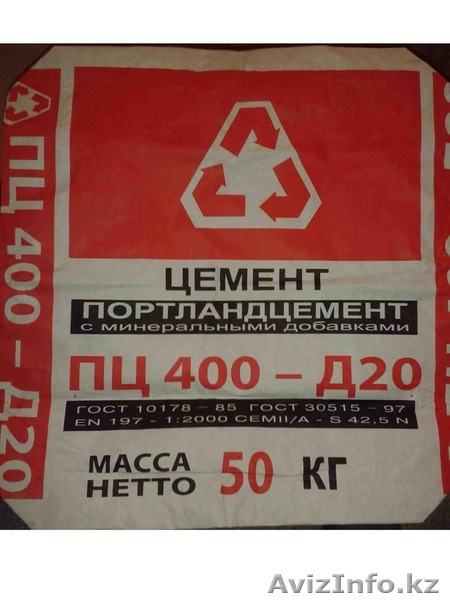 ЦЕМЕНТ
ПОРТЛАНДЦЕМЕНТ
с минеральными добавками
ПЦ 400 – Д20
ГОСТ 10178 – 85 ГОСТ 30515 – 97
EN 197 - 1:2000 CEMII/A - S 42,5 N
МАССА
НЕТТО 50 КГ
ПЦ 400 – Д20
AvizInfo.kz